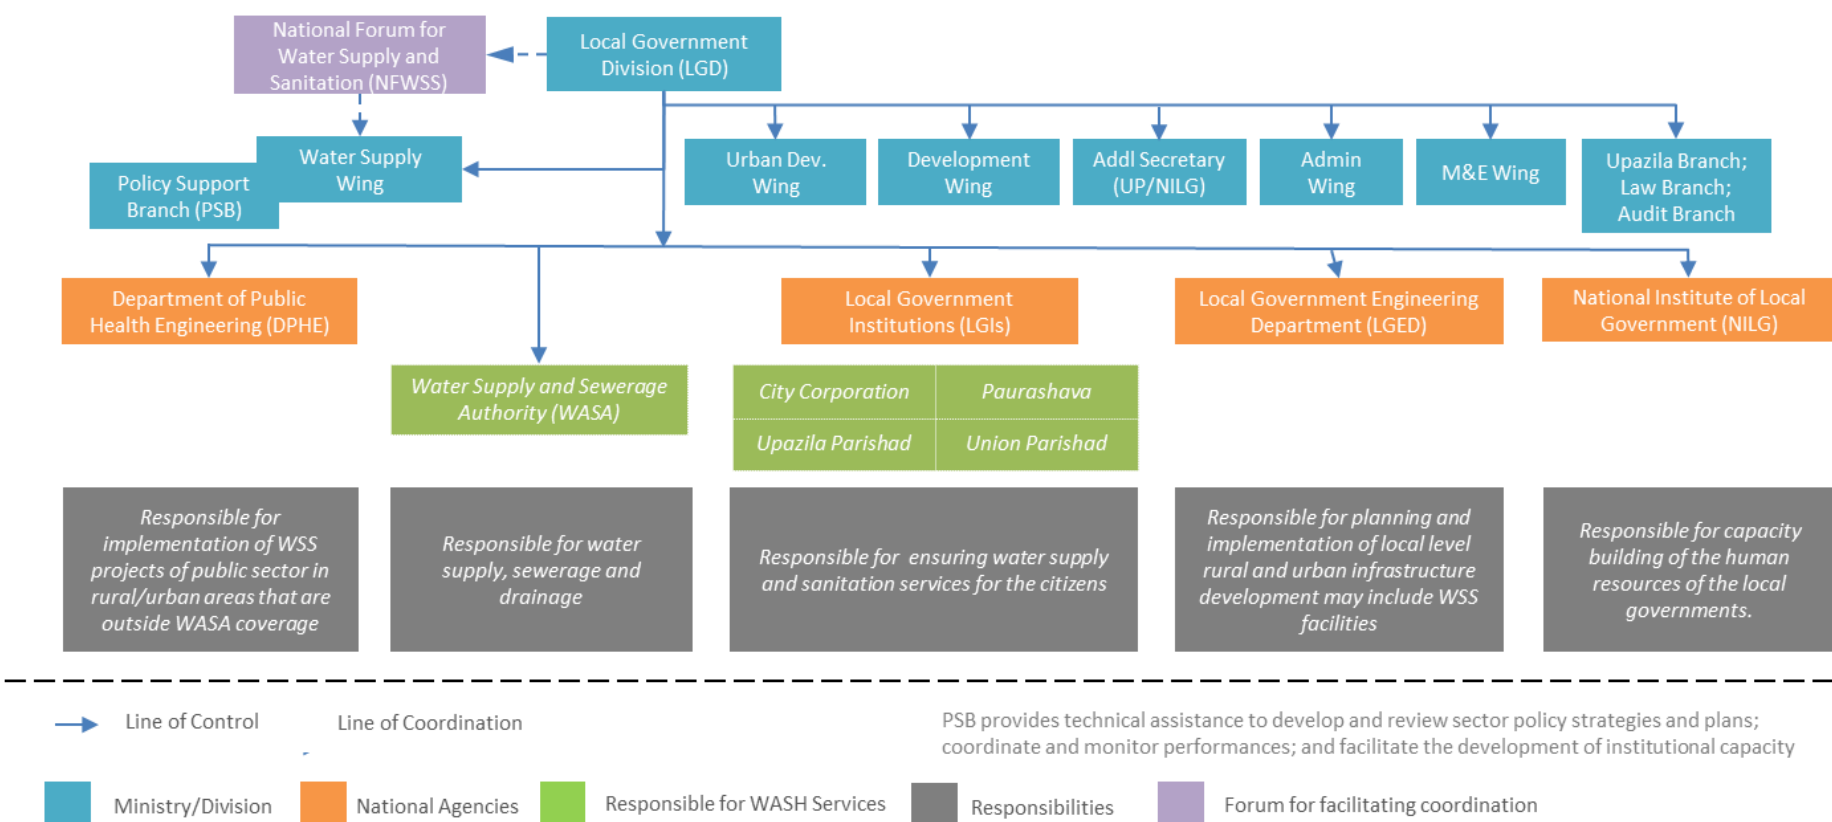 National Forum for
Water Supply and
Sanitation (NFWSS)
Local Government
Division (LGD)
Water Supply
Wing
Policy Support
Branch (PSB)
Urban Dev.
Wing
Development
Wing
Addl Secretary
(UP/NILG)
Admin
Wing
M&E Wing
Upazila Branch;
Law Branch;
Audit Branch
Department of Public
Health Engineering (DPHE)
Local Government
Institutions (LGIs)
Local Government Engineering
Department (LGED)
National Institute of Local
Government (NILG)
Water Supply and Sewerage
Authority (WASA)
City Corporation
Paurashava
Upazila Parishad
Union Parishad
Responsible for
implementation of WSS
projects of public sector in
rural/urban areas that are
outside WASA coverage
Responsible for water
supply, sewerage and
drainage
Responsible for ensuring water supply
and sanitation services for the citizens
Responsible for planning and
implementation of local level
rural and urban infrastructure
development may include WSS
facilities
Responsible for capacity
building of the human
resources of the local
governments.
Line of Control
Line of Coordination
PSB provides technical assistance to develop and review sector policy strategies and plans;
coordinate and monitor performances; and facilitate the development of institutional capacity
Ministry/Division
National Agencies
Responsible for WASH Services
Responsibilities
Forum for facilitating coordination